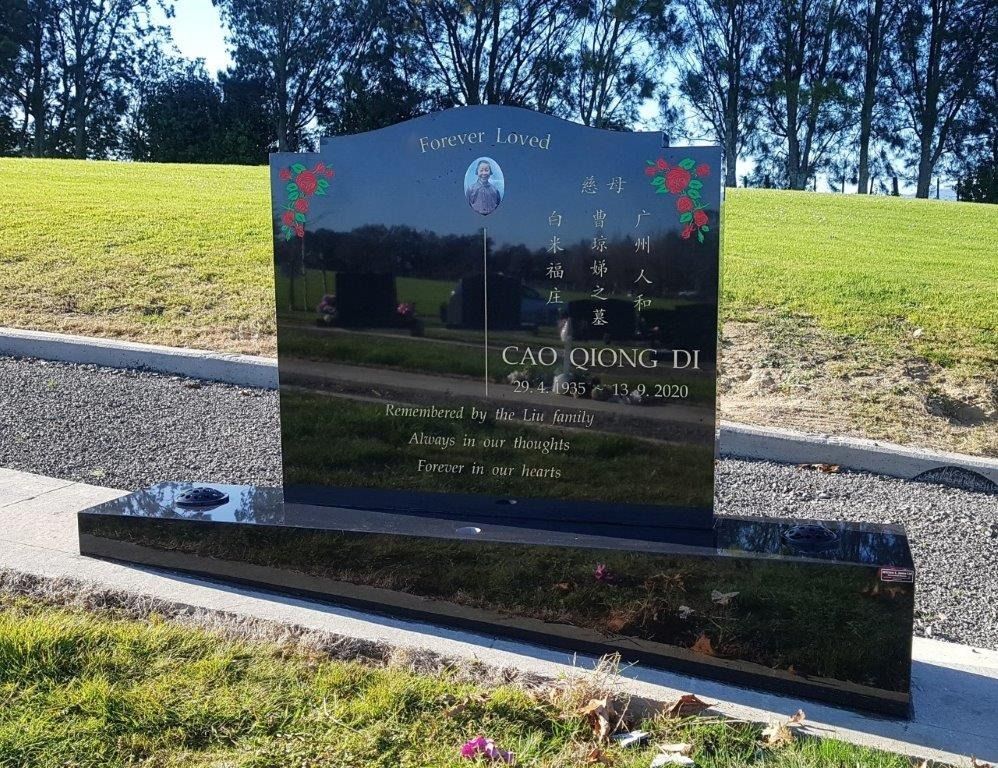 Forever Loved
慈母
广州人和
曹琼娣之墓
白米福庄
CAO QIONG DI
29.4.1935 ~ 13.9.2020
Remembered by the Liu family
Always in our thoughts
Forever in our hearts